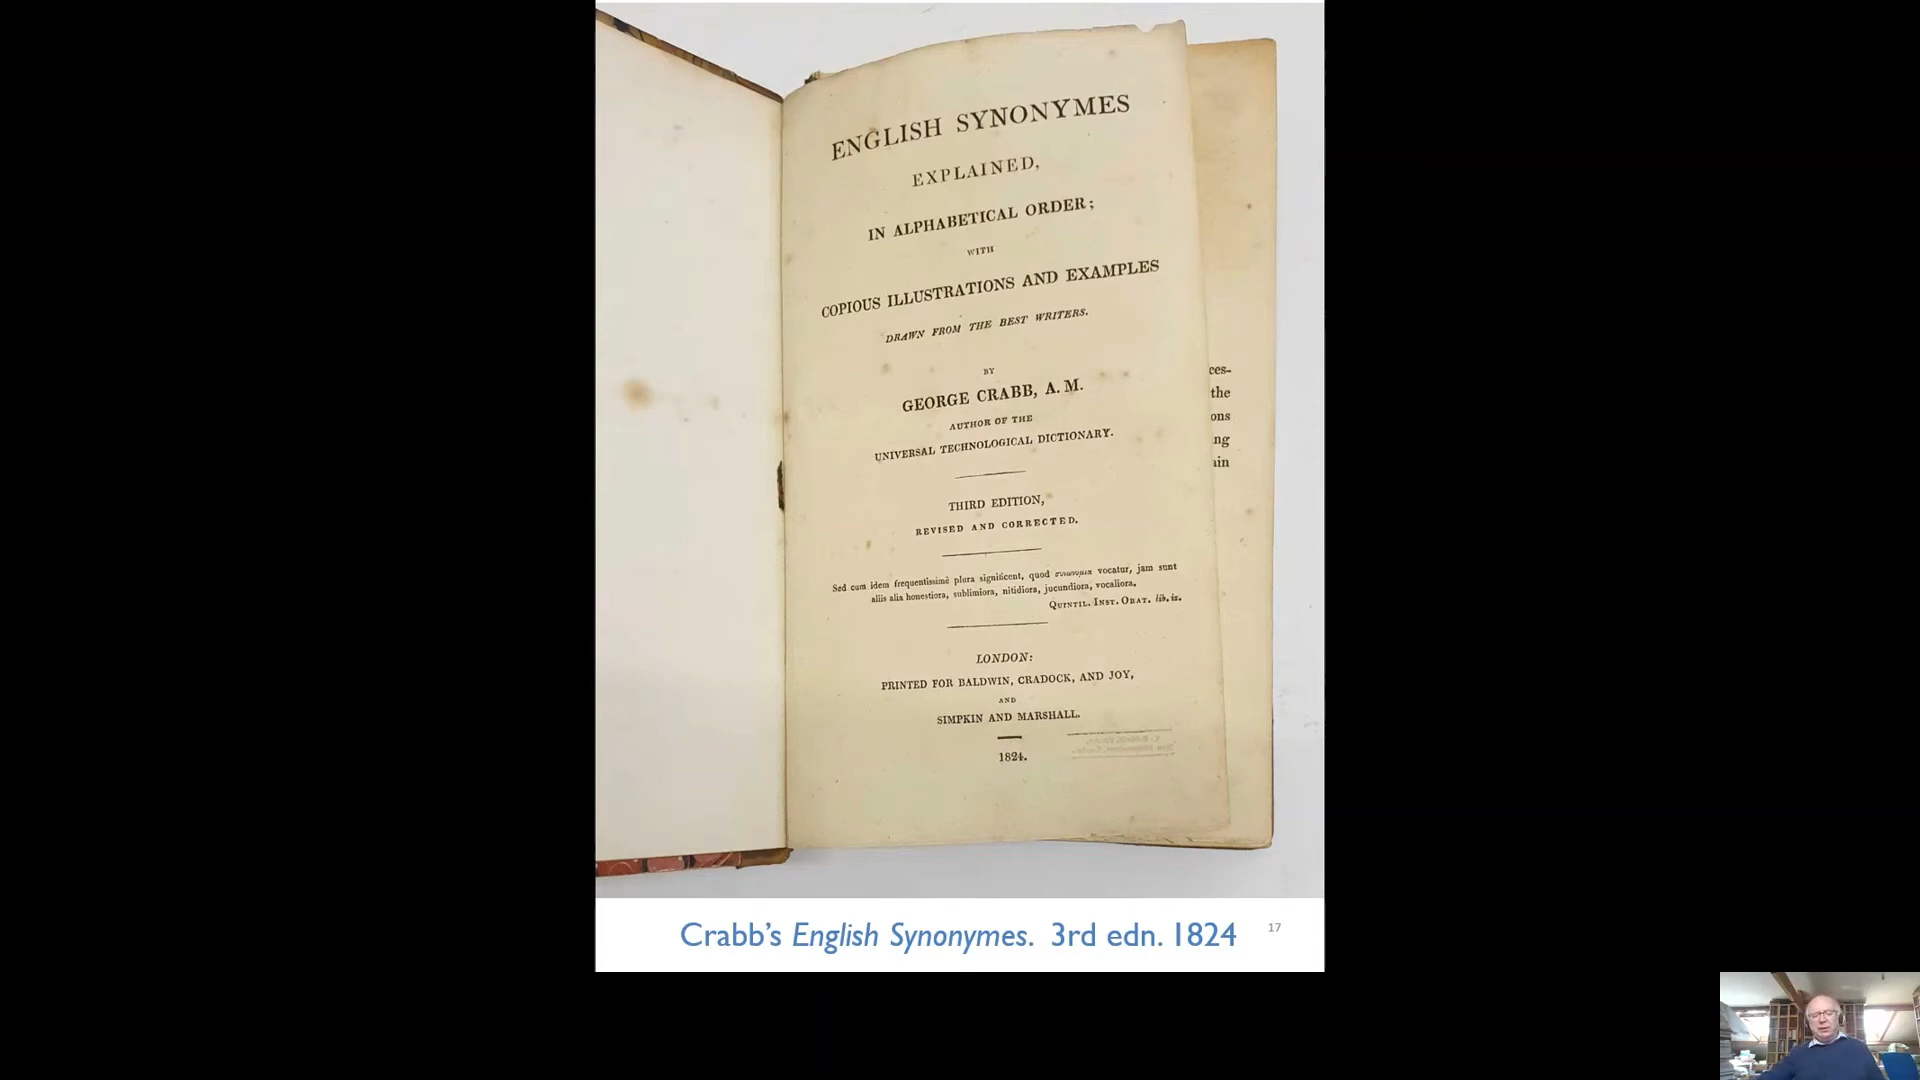 ENGLISH SYNONYMES
EXPLAINED,
IN ALPHABETICAL ORDER;
WITH
COPIOUS ILLUSTRATIONS AND EXAMPLES
DRAWN FROM THE BEST WRITERS.
BY
GEORGE CRABB, A. M.
AUTHOR OF THE
UNIVERSAL TECHNOLOGICAL DICTIONARY.
THIRD EDITION,
REVISED AND CORRECTED.
Sed cum idem frequentissimè plura significent, quod vocatur, jam sunt
aliis alia honestiora, sublimiora, nitidiora, jucundiora, vocaliora.
QUINTIL. INST. ORAT. lib. ix.
LONDON:
PRINTED FOR BALDWIN, CRADOCK, AND JOY,
AND
SIMPKIN AND MARSHALL.
1824.
ces-
the
ons
ng
ain
Crabb's English Synonymes. 3rd edn. 1824
17